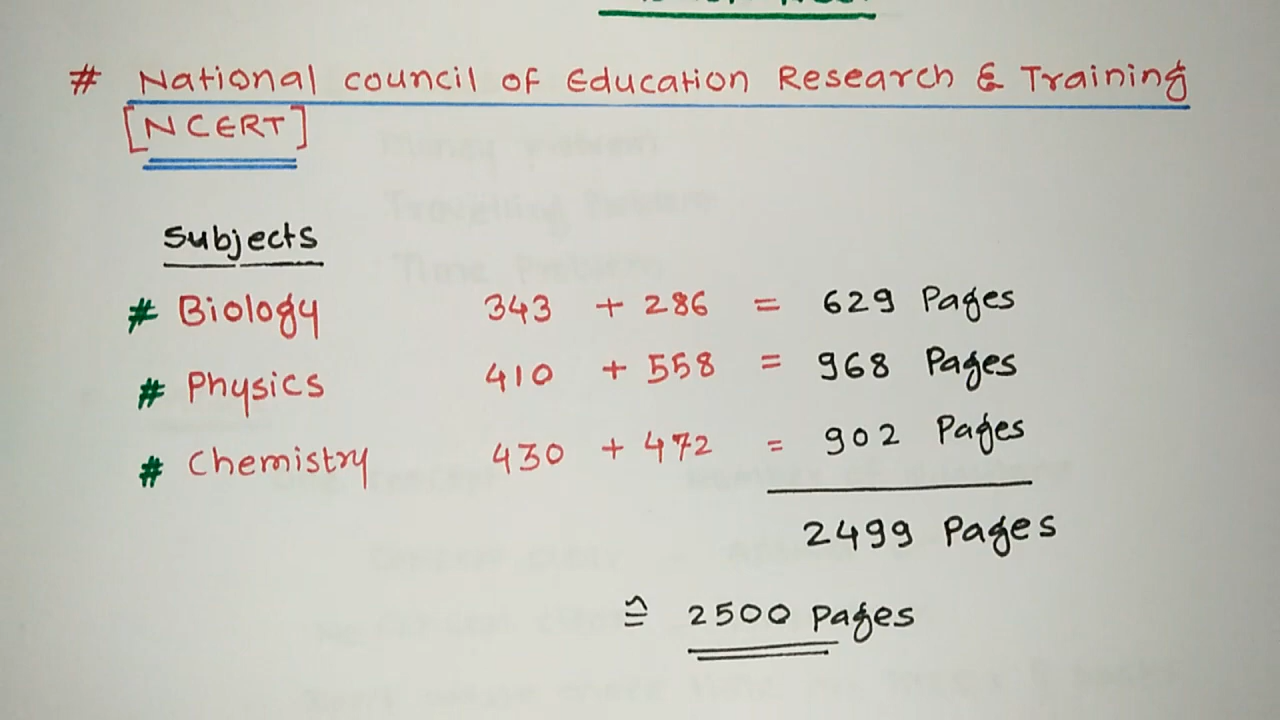 # National council of Education Research & Training
[NCERT]
Subjects
# Biology 343 + 286 = 629 Pages
# Physics 410 + 558 = 968 Pages
# Chemistry 430 + 472 = 902 Pages
2499 Pages
≃ 2500 Pages